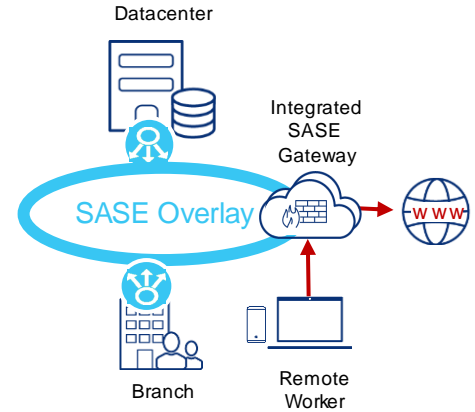 Datacenter
Integrated
SASE
Gateway
SASE Overlay
www
Branch
Remote
Worker